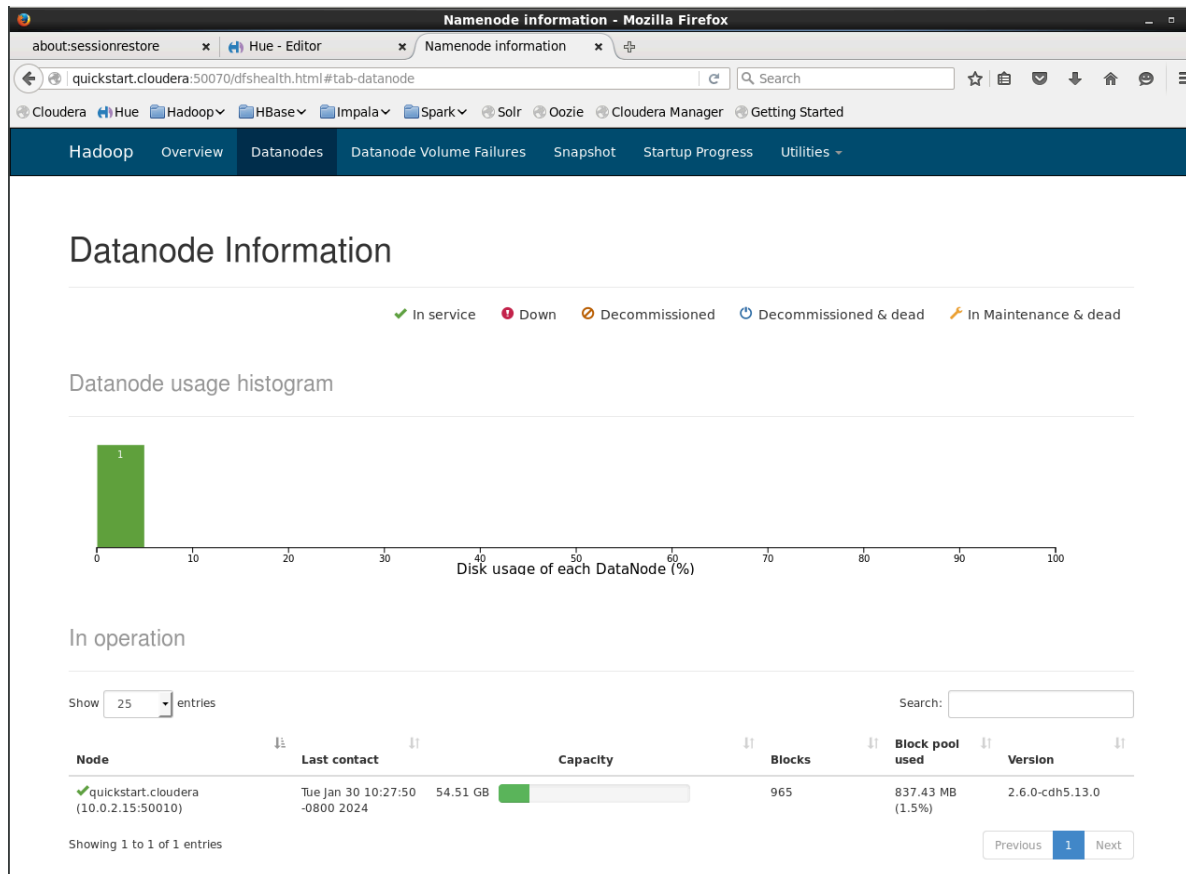 Namenode information - Mozilla Firefox
about:sessionrestore Hue - Editor Namenode information
quickstart.cloudera:50070/dfshealth.html#tab-datanode Search
Cloudera Hue Hadoop HBase Impala Spark Solr Oozie Cloudera Manager Getting Started
Hadoop Overview Datanodes Datanode Volume Failures Snapshot Startup Progress Utilities
Datanode Information
In service Down Decommissioned Decommissioned & dead In Maintenance & dead
Datanode usage histogram
1
0 10 20 30 40 50 60 70 80 90 100
Disk usage of each DataNode (%)
In operation
Show 25 entries Search:
Node Last contact Capacity Blocks Block pool used Version
quickstart.cloudera Tue Jan 30 10:27:50 54.51 GB 965 837.43 MB 2.6.0-cdh5.13.0
(10.0.2.15:50010) -0800 2024 (1.5%)
Showing 1 to 1 of 1 entries Previous 1 Next